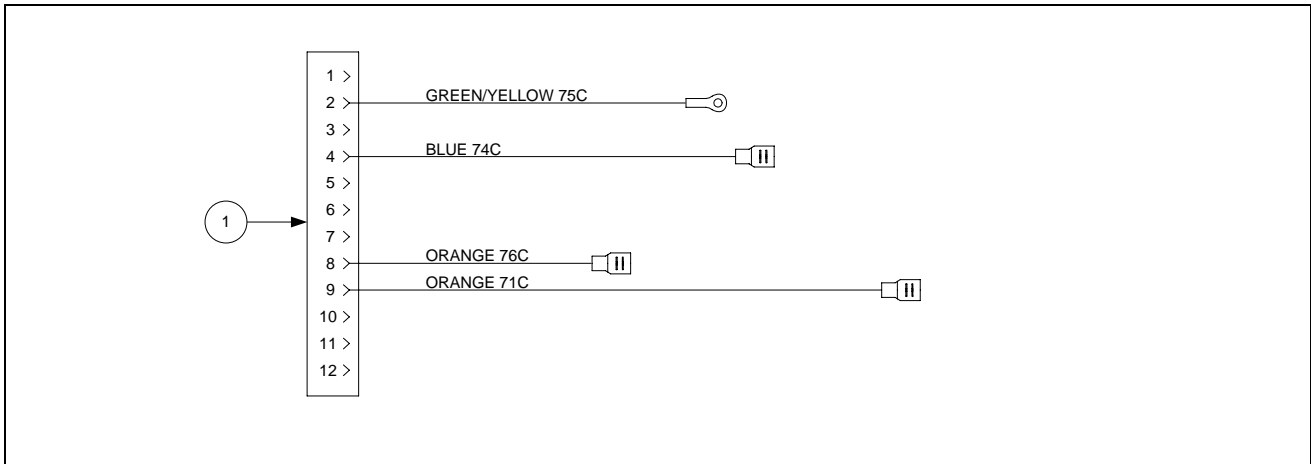 1
2 GREEN/YELLOW 75C
3
4 BLUE 74C
5
6
1
7
8 ORANGE 76C
9 ORANGE 71C
10
11
12